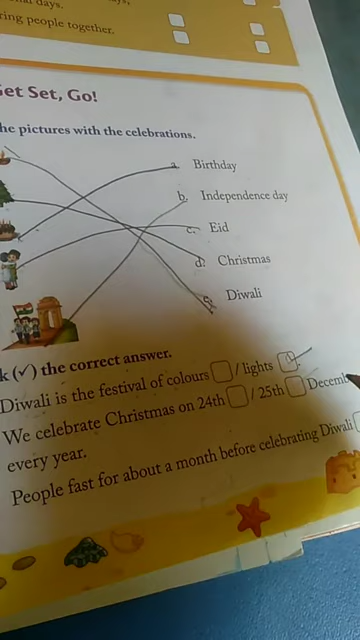 ring people together.
Get Set, Go!
he pictures with the celebrations.
a. Birthday
b. Independence day
c. Eid
d. Christmas
e. Diwali
k (✓) the correct answer.
Diwali is the festival of colours / lights
We celebrate Christmas on 24th / 25th Decemb
every year.
People fast for about a month before celebrating Diwali